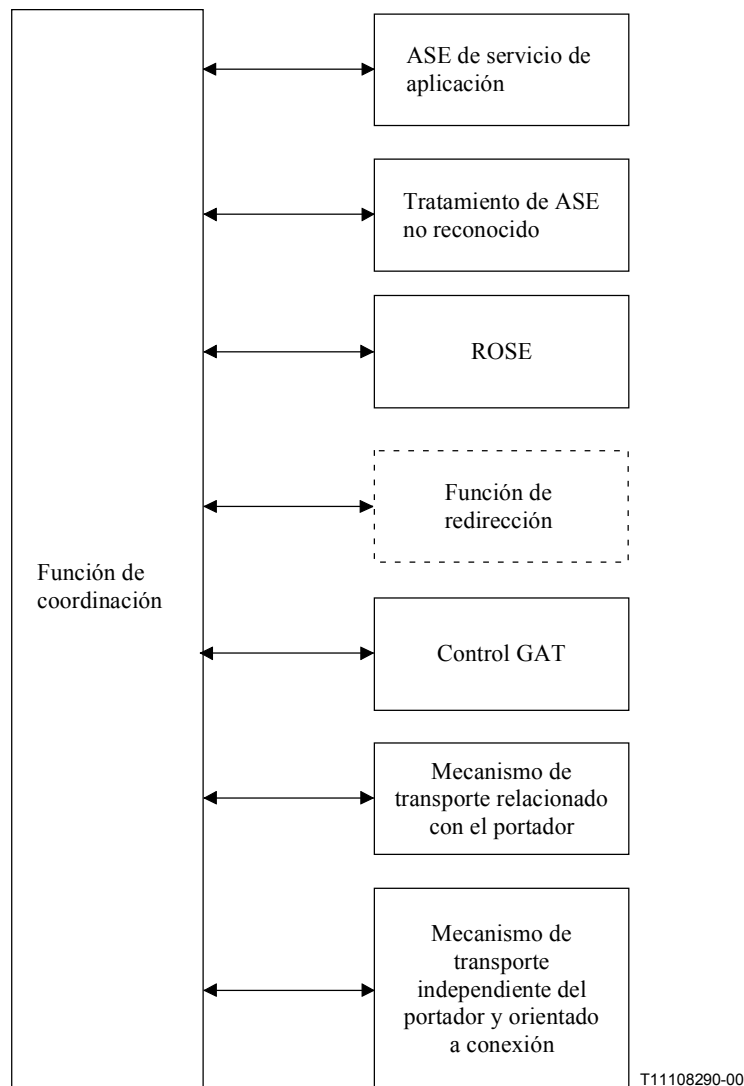 ASE de servicio de
aplicación
Tratamiento de ASE
no reconocido
ROSE
Función de
redirección
Función de
coordinación
Control GAT
Mecanismo de
transporte relacionado
con el portador
Mecanismo de
transporte
independiente del
portador y orientado
a conexión
T11108290-00